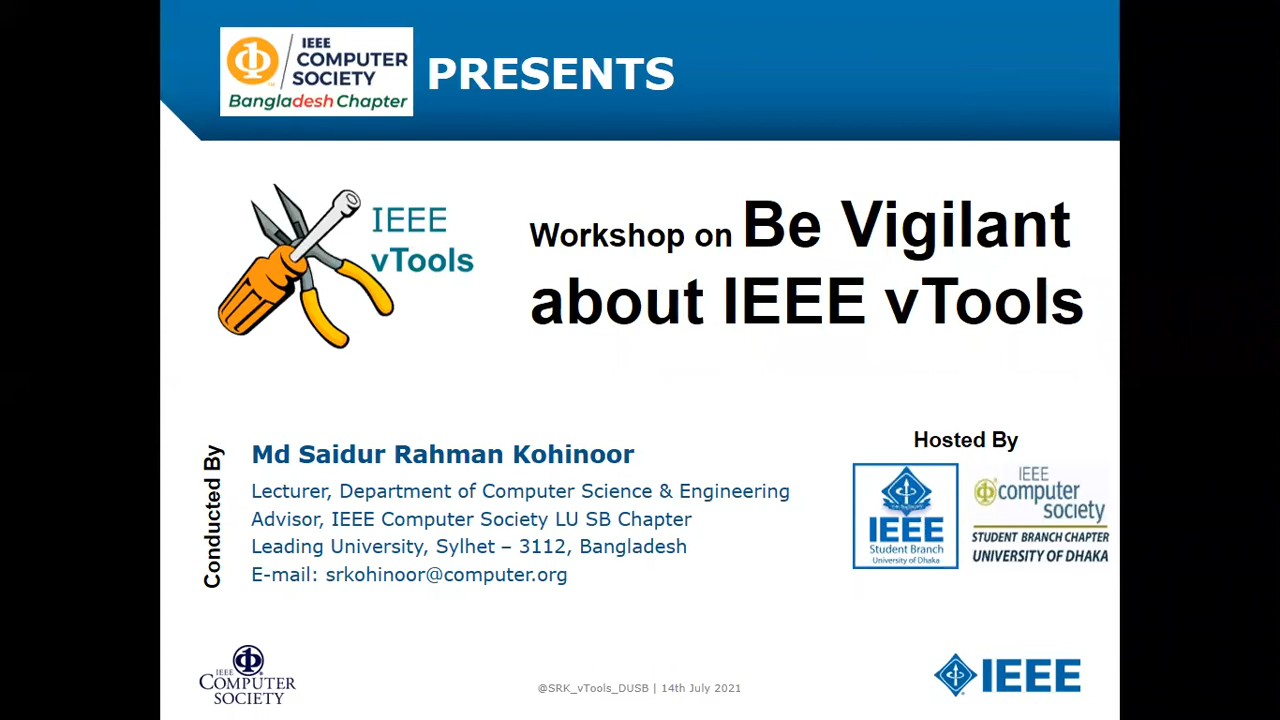 IEEE
COMPUTER
SOCIETY
Bangladesh Chapter
PRESENTS
IEEE
vTools
Workshop on Be Vigilant
about IEEE vTools
Conducted By
Md Saidur Rahman Kohinoor
Lecturer, Department of Computer Science & Engineering
Advisor, IEEE Computer Society LU SB Chapter
Leading University, Sylhet – 3112, Bangladesh
E-mail: srkohinoor@computer.org
Hosted By
IEEE
Student Branch
University of Dhaka
IEEE
computer
society
STUDENT BRANCH CHAPTER
UNIVERSITY OF DHAKA
IEEE
COMPUTER
SOCIETY
@SRK_vTools_DUSB | 14th July 2021
IEEE